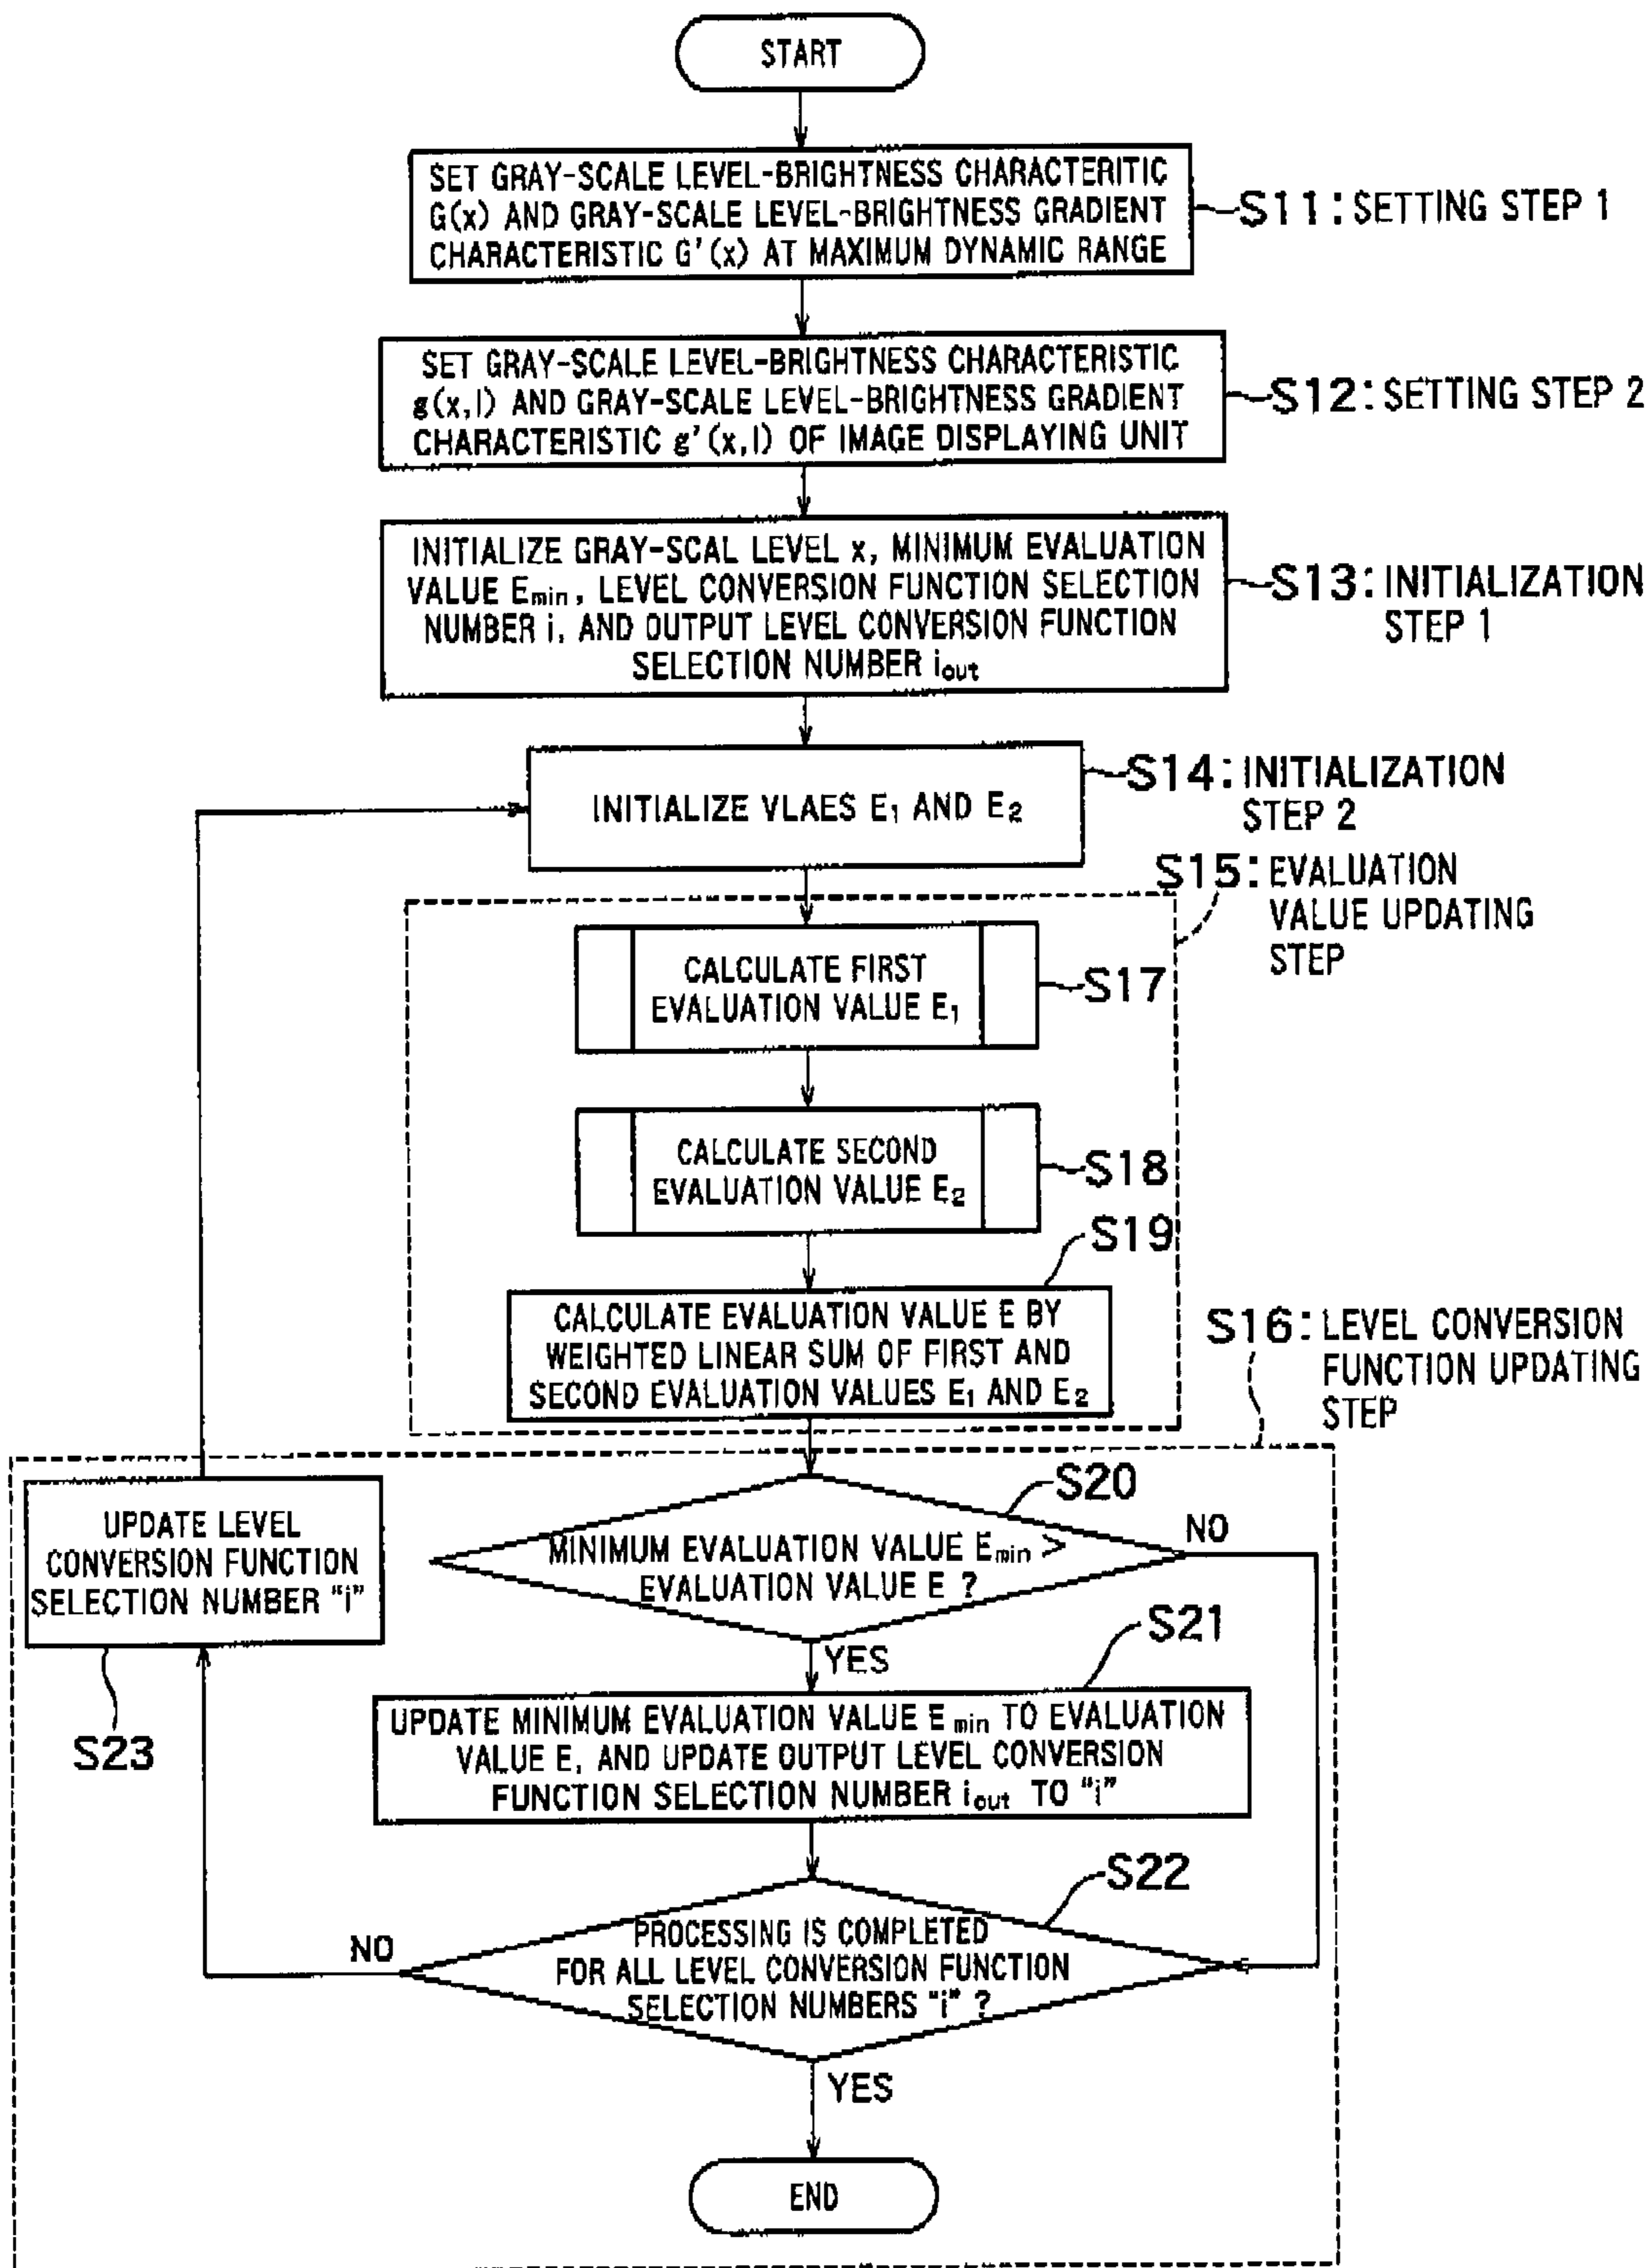 START
SET GRAY-SCALE LEVEL-BRIGHTNESS CHARACTERITIC
G(x) AND GRAY-SCALE LEVEL-BRIGHTNESS GRADIENT
CHARACTERISTIC G'(x) AT MAXIMUM DYNAMIC RANGE
S11: SETTING STEP 1
SET GRAY-SCALE LEVEL-BRIGHTNESS CHARACTERISTIC
g(x,l) AND GRAY-SCALE LEVEL-BRIGHTNESS GRADIENT
CHARACTERISTIC g'(x,l) OF IMAGE DISPLAYING UNIT
S12: SETTING STEP 2
INITIALIZE GRAY-SCAL LEVEL x, MINIMUM EVALUATION
VALUE Emin, LEVEL CONVERSION FUNCTION SELECTION
NUMBER i, AND OUTPUT LEVEL CONVERSION FUNCTION
SELECTION NUMBER iout
S13: INITIALIZATION
STEP 1
INITIALIZE VLAES E1 AND E2
S14: INITIALIZATION
STEP 2
S15: EVALUATION
VALUE UPDATING
STEP
CALCULATE FIRST
EVALUATION VALUE E1
S17
CALCULATE SECOND
EVALUATION VALUE E2
S18
S19
CALCULATE EVALUATION VALUE E BY
WEIGHTED LINEAR SUM OF FIRST AND
SECOND EVALUATION VALUES E1 AND E2
S16: LEVEL CONVERSION
FUNCTION UPDATING
STEP
S20
MINIMUM EVALUATION VALUE Emin >
EVALUATION VALUE E ?
NO
YES
UPDATE LEVEL
CONVERSION FUNCTION
SELECTION NUMBER "i"
S23
S21
UPDATE MINIMUM EVALUATION VALUE Emin TO EVALUATION
VALUE E, AND UPDATE OUTPUT LEVEL CONVERSION
FUNCTION SELECTION NUMBER iout TO "i"
S22
PROCESSING IS COMPLETED
FOR ALL LEVEL CONVERSION FUNCTION
SELECTION NUMBERS "i" ?
NO
YES
END